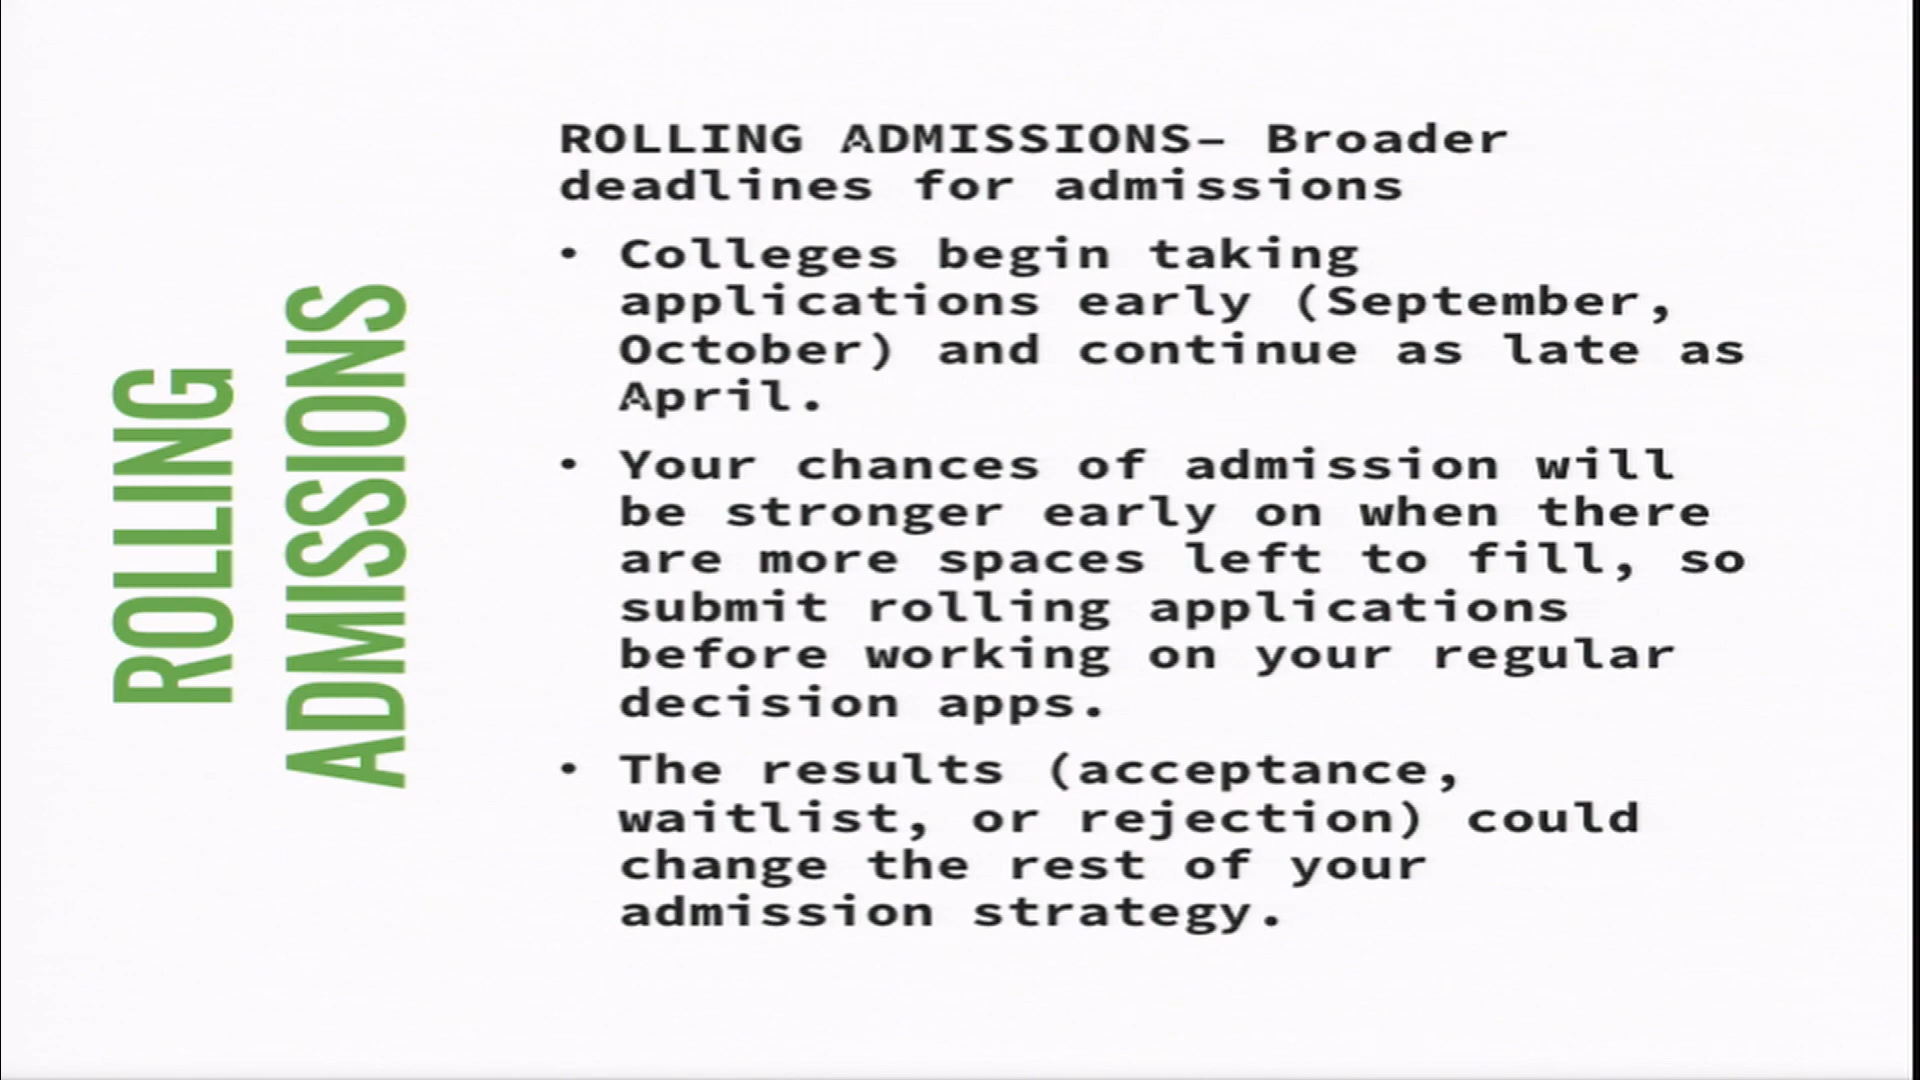 ROLLING
ADMISSIONS
ROLLING ADMISSIONS– Broader
deadlines for admissions
• Colleges begin taking
applications early (September,
October) and continue as late as
April.
• Your chances of admission will
be stronger early on when there
are more spaces left to fill, so
submit rolling applications
before working on your regular
decision apps.
• The results (acceptance,
waitlist, or rejection) could
change the rest of your
admission strategy.